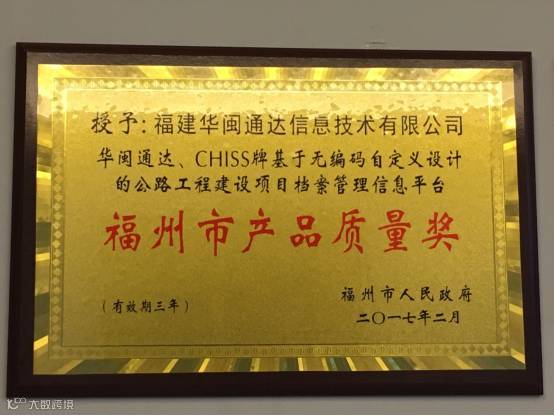 授予：福建华闽通达信息技术有限公司
华闽通达、CHISS牌基于无编码自定义设计
的公路工程建设项目档案管理信息平台
福州市产品质量奖
福州市人民政府
（有效期三年）
二〇一七年二月
大数跨境